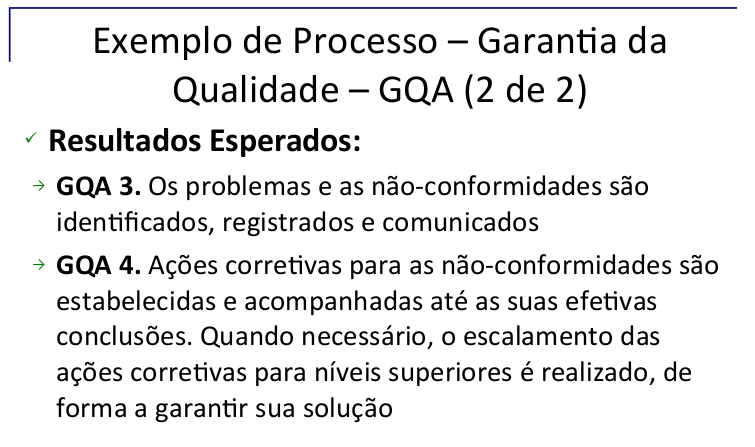 Exemplo de Processo – Garantia da
Qualidade – GQA (2 de 2)
✓ Resultados Esperados:
→ GQA 3. Os problemas e as não-conformidades são
identificados, registrados e comunicados
→ GQA 4. Ações corretivas para as não-conformidades são
estabelecidas e acompanhadas até as suas efetivas
conclusões. Quando necessário, o escalamento das
ações corretivas para níveis superiores é realizado, de
forma a garantir sua solução